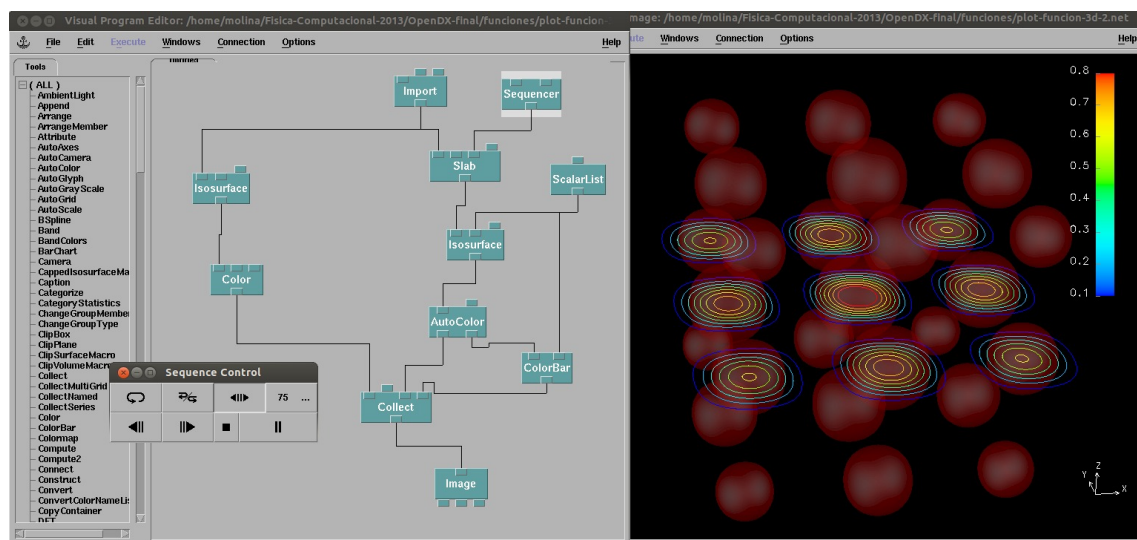 Visual Program Editor: /home/molina/Fisica-Computacional-2013/OpenDX-final/funciones/plot-funcion-
File Edit Execute Windows Connection Options Help
Tools
( ALL )
AmbientLight
Append
Arrange
ArrangeMember
Attribute
AutoAxes
AutoCamera
AutoColor
AutoGlyph
AutoGrayScale
AutoGrid
AutoScale
BSpline
Band
BandColors
BarChart
Camera
CappedIsosurfaceMa
Caption
Categorize
CategoryStatistics
ChangeGroupMember
ChangeGroupType
ClipBox
ClipPlane
ClipSurfaceMacro
ClipVolumeMacro
Collect
CollectMultiGrid
CollectNamed
CollectSeries
Color
ColorBar
Colormap
Compute
Compute2
Connect
Construct
Convert
ConvertColorNameLi
CopyContainer
DFT
Import
Sequencer
Slab
ScalarList
Isosurface
Isosurface
Color
AutoColor
ColorBar
Collect
Image
Sequence Control
75 ...
mage: /home/molina/Fisica-Computacional-2013/OpenDX-final/funciones/plot-funcion-3d-2.net
ute Windows Connection Options Help
0.8
0.7
0.6
0.5
0.4
0.3
0.2
0.1
Y Z X